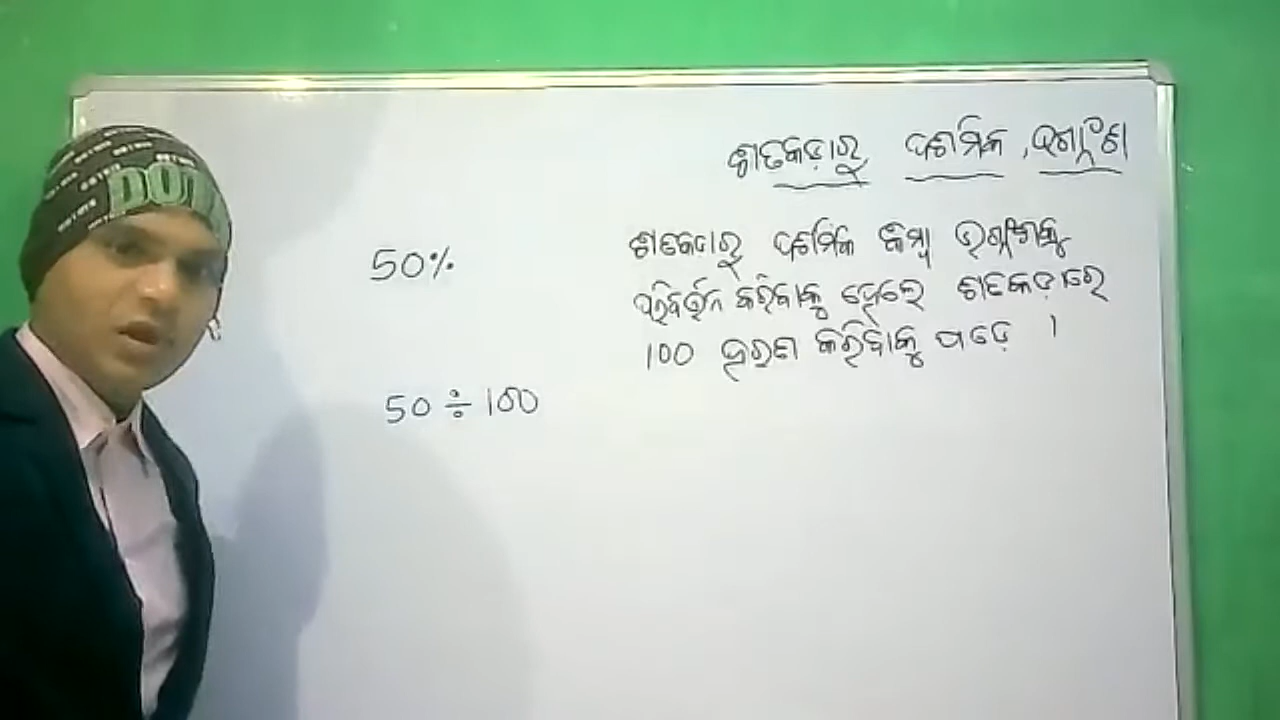 ଶତକଡ଼ାରୁ ଦଶମିକ, ଭଗ୍ନାଂଶ
ଶତକଡ଼ାରୁ ଦଶମିକ କିମ୍ବା ଭଗ୍ନାଂଶକୁ
ପରିବର୍ତ୍ତନ କରିବାକୁ ହେଲେ ଶତକଡ଼ାରେ
100 ହରଣ କରିବାକୁ ପଡ଼େ ।
50%
50 ÷ 100